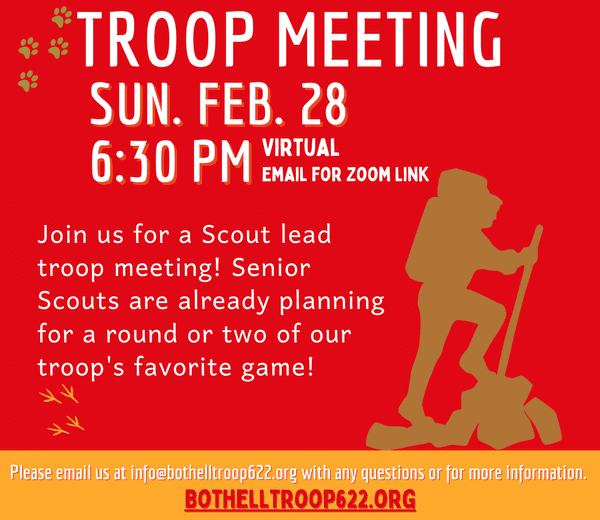 TROOP MEETING
SUN. FEB. 28
6:30 PM
VIRTUAL
EMAIL FOR ZOOM LINK
Join us for a Scout lead
troop meeting! Senior
Scouts are already planning
for a round or two of our
troop's favorite game!
Please email us at info@bothelltroop622.org with any questions or for more information.
BOTHELLTROOP622.ORG